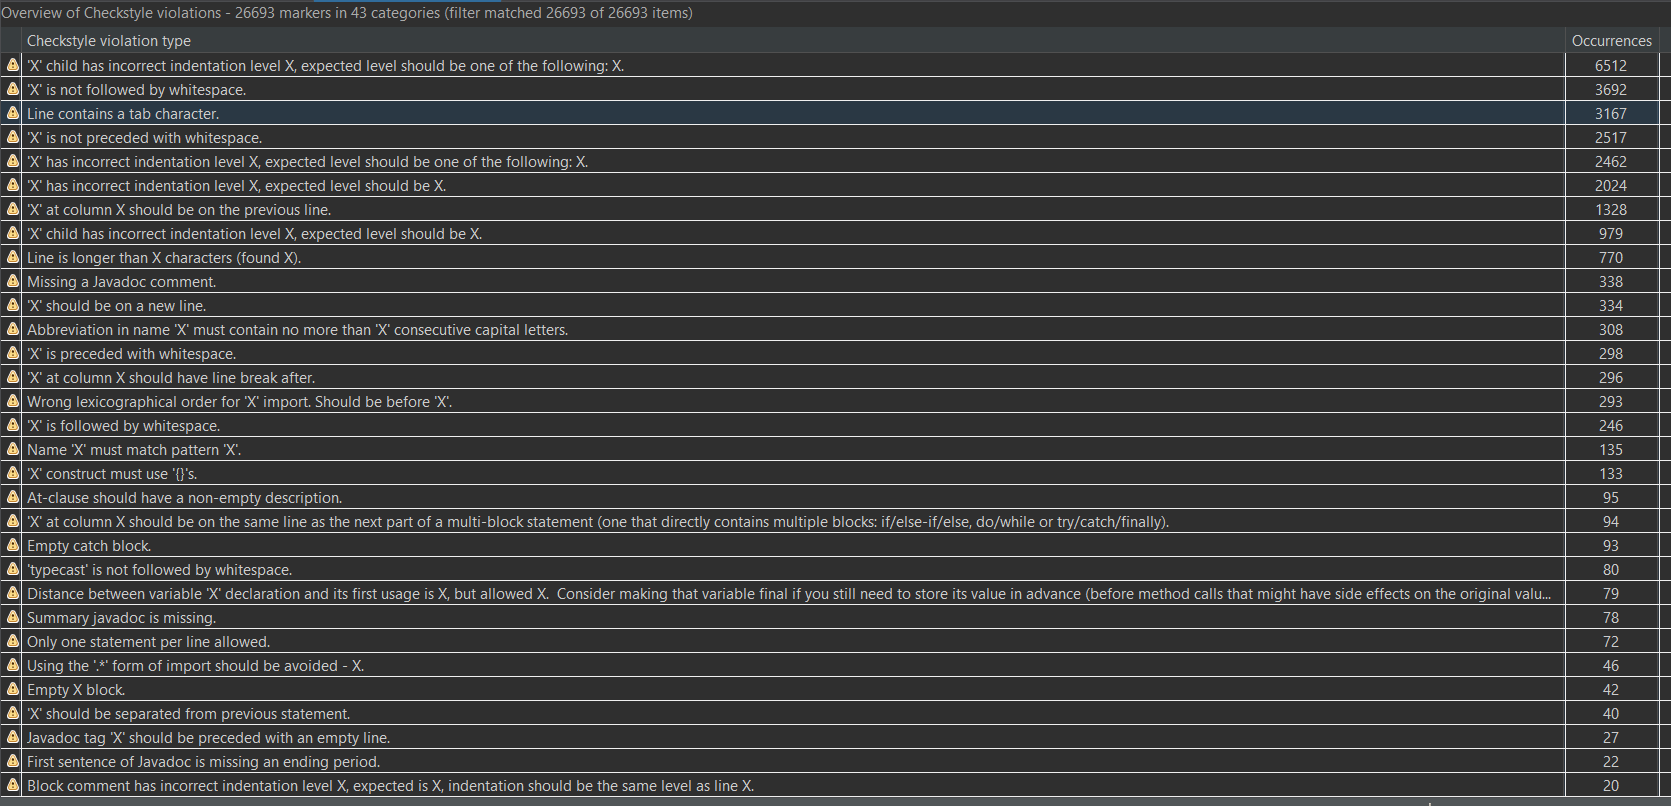 Overview of Checkstyle violations - 26693 markers in 43 categories (filter matched 26693 of 26693 items)
Checkstyle violation type Occurrences
'X' child has incorrect indentation level X, expected level should be one of the following: X. 6512
'X' is not followed by whitespace. 3692
Line contains a tab character. 3167
'X' is not preceded with whitespace. 2517
'X' has incorrect indentation level X, expected level should be one of the following: X. 2462
'X' has incorrect indentation level X, expected level should be X. 2024
'X' at column X should be on the previous line. 1328
'X' child has incorrect indentation level X, expected level should be X. 979
Line is longer than X characters (found X). 770
Missing a Javadoc comment. 338
'X' should be on a new line. 334
Abbreviation in name 'X' must contain no more than 'X' consecutive capital letters. 308
'X' is preceded with whitespace. 298
'X' at column X should have line break after. 296
Wrong lexicographical order for 'X' import. Should be before 'X'. 293
'X' is followed by whitespace. 246
Name 'X' must match pattern 'X'. 135
'X' construct must use '{}'s. 133
At-clause should have a non-empty description. 95
'X' at column X should be on the same line as the next part of a multi-block statement (one that directly contains multiple blocks: if/else-if/else, do/while or try/catch/finally). 94
Empty catch block. 93
'typecast' is not followed by whitespace. 80
Distance between variable 'X' declaration and its first usage is X, but allowed X.  Consider making that variable final if you still need to store its value in advance (before method calls that might have side effects on the original valu... 79
Summary javadoc is missing. 78
Only one statement per line allowed. 72
Using the '.*' form of import should be avoided - X. 46
Empty X block. 42
'X' should be separated from previous statement. 40
Javadoc tag 'X' should be preceded with an empty line. 27
First sentence of Javadoc is missing an ending period. 22
Block comment has incorrect indentation level X, expected is X, indentation should be the same level as line X. 20